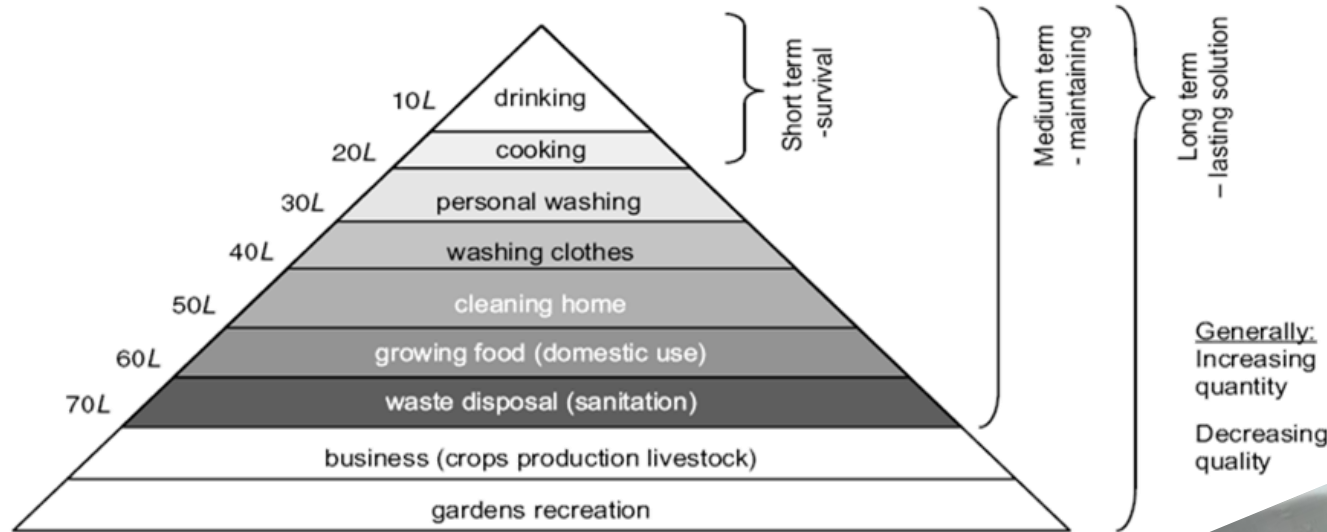 10L
drinking
20L
cooking
30L
personal washing
40L
washing clothes
50L
cleaning home
60L
growing food (domestic use)
70L
waste disposal (sanitation)
business (crops production livestock)
gardens recreation
Short term
-survival
Medium term
- maintaining
Long term
– lasting solution
Generally:
Increasing
quantity
Decreasing
quality